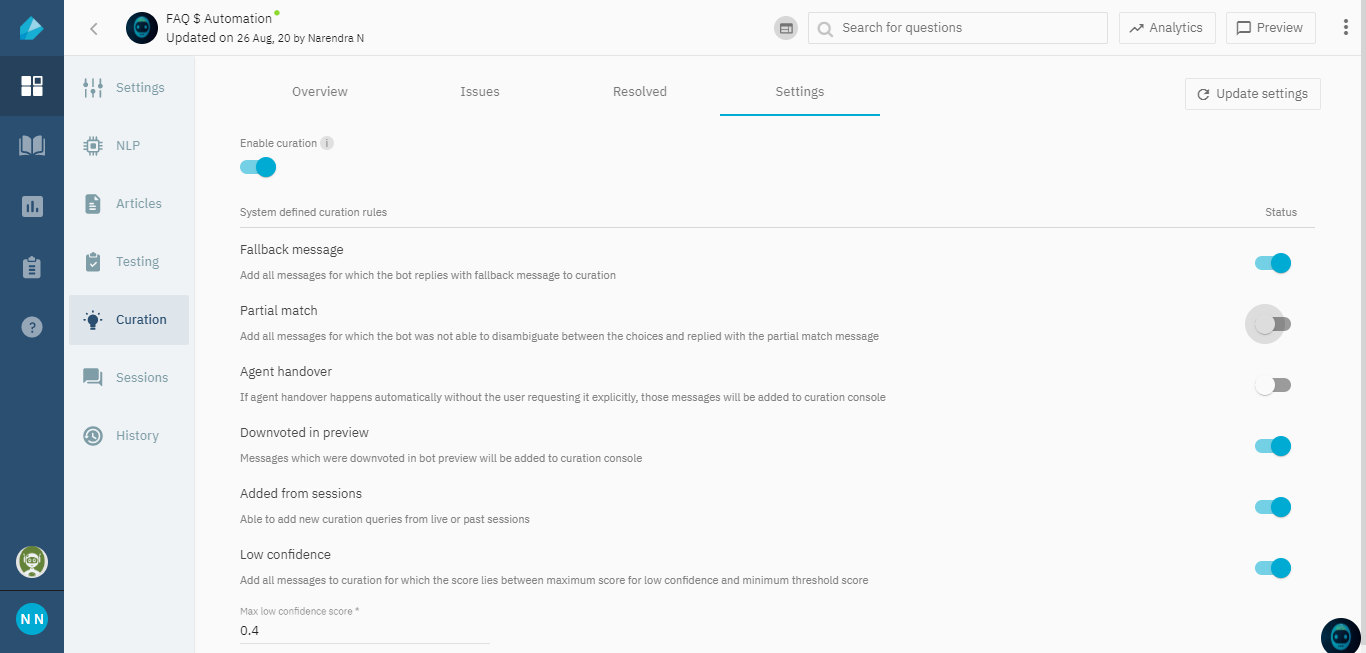 FAQ $ Automation
Updated on 26 Aug, 20 by Narendra N
Search for questions
Analytics
Preview
Settings
NLP
Articles
Testing
Curation
Sessions
History
N N
Overview
Issues
Resolved
Settings
Update settings
Enable curation i
System defined curation rules
Status
Fallback message
Add all messages for which the bot replies with fallback message to curation
Partial match
Add all messages for which the bot was not able to disambiguate between the choices and replied with the partial match message
Agent handover
If agent handover happens automatically without the user requesting it explicitly, those messages will be added to curation console
Downvoted in preview
Messages which were downvoted in bot preview will be added to curation console
Added from sessions
Able to add new curation queries from live or past sessions
Low confidence
Add all messages to curation for which the score lies between maximum score for low confidence and minimum threshold score
Max low confidence score *
0.4